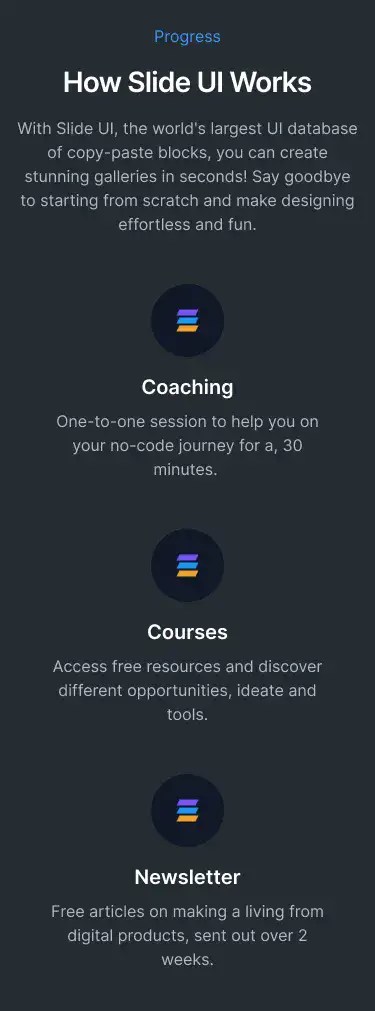 Progress
How Slide UI Works
With Slide UI, the world's largest UI database
of copy-paste blocks, you can create
stunning galleries in seconds! Say goodbye
to starting from scratch and make designing
effortless and fun.
Coaching
One-to-one session to help you on
your no-code journey for a, 30
minutes.
Courses
Access free resources and discover
different opportunities, ideate and
tools.
Newsletter
Free articles on making a living from
digital products, sent out over 2
weeks.